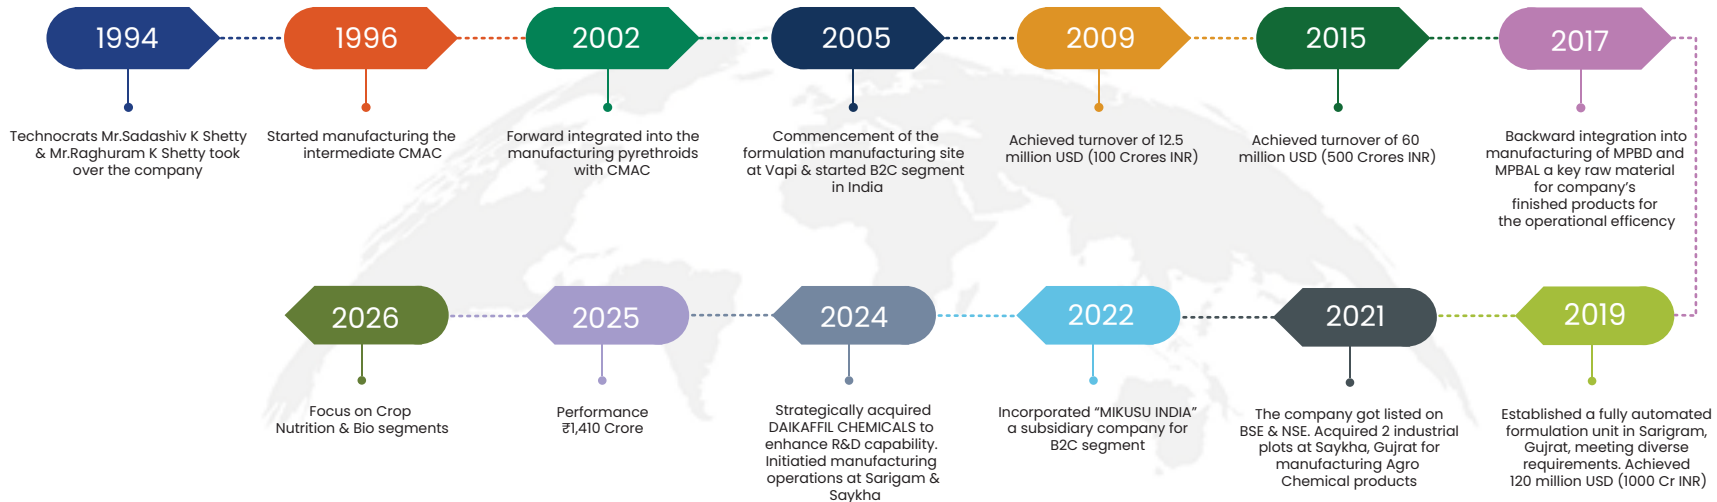 1994
Technocrats Mr.Sadashiv K Shetty
& Mr.Raghuram K Shetty took
over the company
1996
Started manufacturing the
intermediate CMAC
2002
Forward integrated into the
manufacturing pyrethroids
with CMAC
2005
Commencement of the
formulation manufacturing site
at Vapi & started B2C segment
in India
2009
Achieved turnover of 12.5
million USD (100 Crores INR)
2015
Achieved turnover of 60
million USD (500 Crores INR)
2017
Backward integration into
manufacturing of MPBD and
MPBAL a key raw material
for company's
finished products for
the operational efficency
2019
Established a fully automated
formulation unit in Sarigram,
Gujrat, meeting diverse
requirements. Achieved
120 million USD (1000 Cr INR)
2021
The company got listed on
BSE & NSE. Acquired 2 industrial
plots at Saykha, Gujrat for
manufacturing Agro
Chemical products
2022
Incorporated “MIKUSU INDIA”
a subsidiary company for
B2C segment
2024
Strategically acquired
DAIKAFFIL CHEMICALS to
enhance R&D capability.
Initiatied manufacturing
operations at Sarigam &
Saykha
2025
Performance
₹1,410 Crore
2026
Focus on Crop
Nutrition & Bio segments